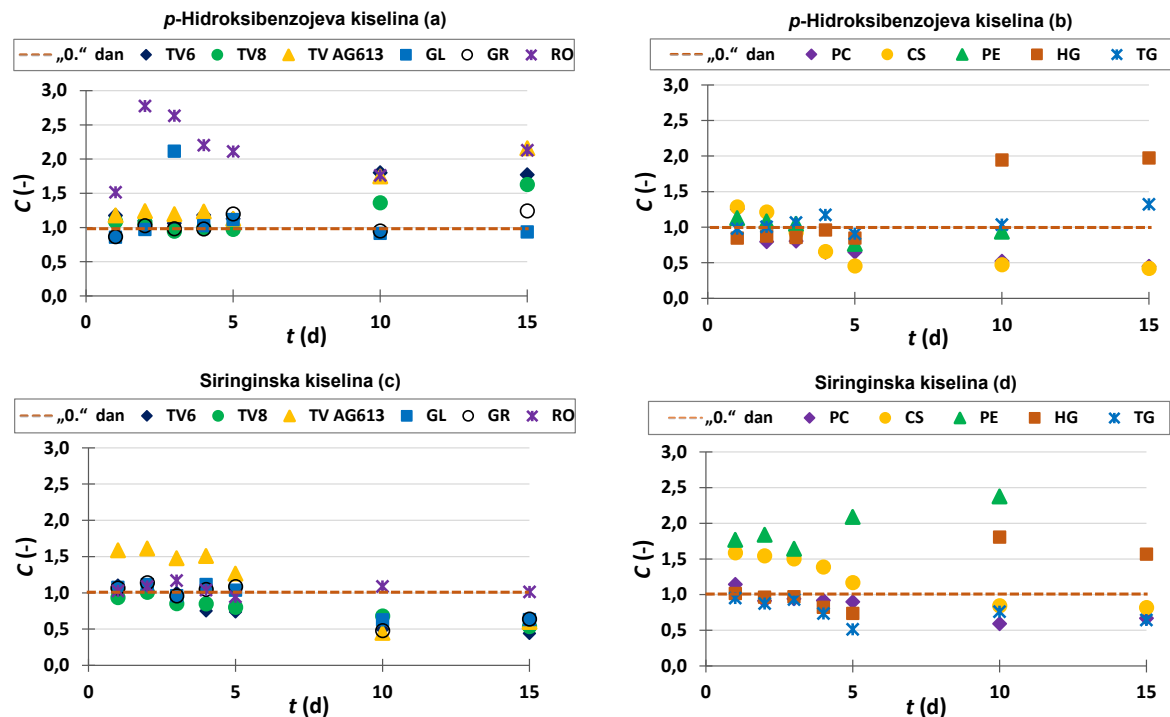 p-Hidroksibenzojeva kiselina (a)
„0.“ dan TV6 TV8 TV AG613 GL GR RO
3,0
2,5
2,0
1,5
1,0
0,5
0,0
C (-)
0 5 10 15
t (d)
p-Hidroksibenzojeva kiselina (b)
„0.“ dan PC CS PE HG TG
3,0
2,5
2,0
1,5
1,0
0,5
0,0
C (-)
0 5 10 15
t (d)
Siringinska kiselina (c)
„0.“ dan TV6 TV8 TV AG613 GL GR RO
3,0
2,5
2,0
1,5
1,0
0,5
0,0
C (-)
0 5 10 15
t (d)
Siringinska kiselina (d)
„0.“ dan PC CS PE HG TG
3,0
2,5
2,0
1,5
1,0
0,5
0,0
C (-)
0 5 10 15
t (d)